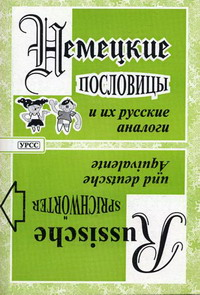 Немецкие
ПОСЛОВИЦЫ
и их русские
аналоги
УРСС
Russische
SPRICHWÖRTER
und deutsche
Äquivalente